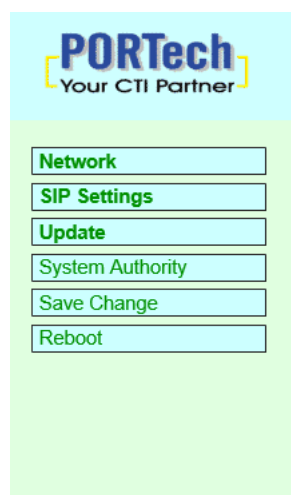 PORTech
Your CTI Partner
Network
SIP Settings
Update
System Authority
Save Change
Reboot